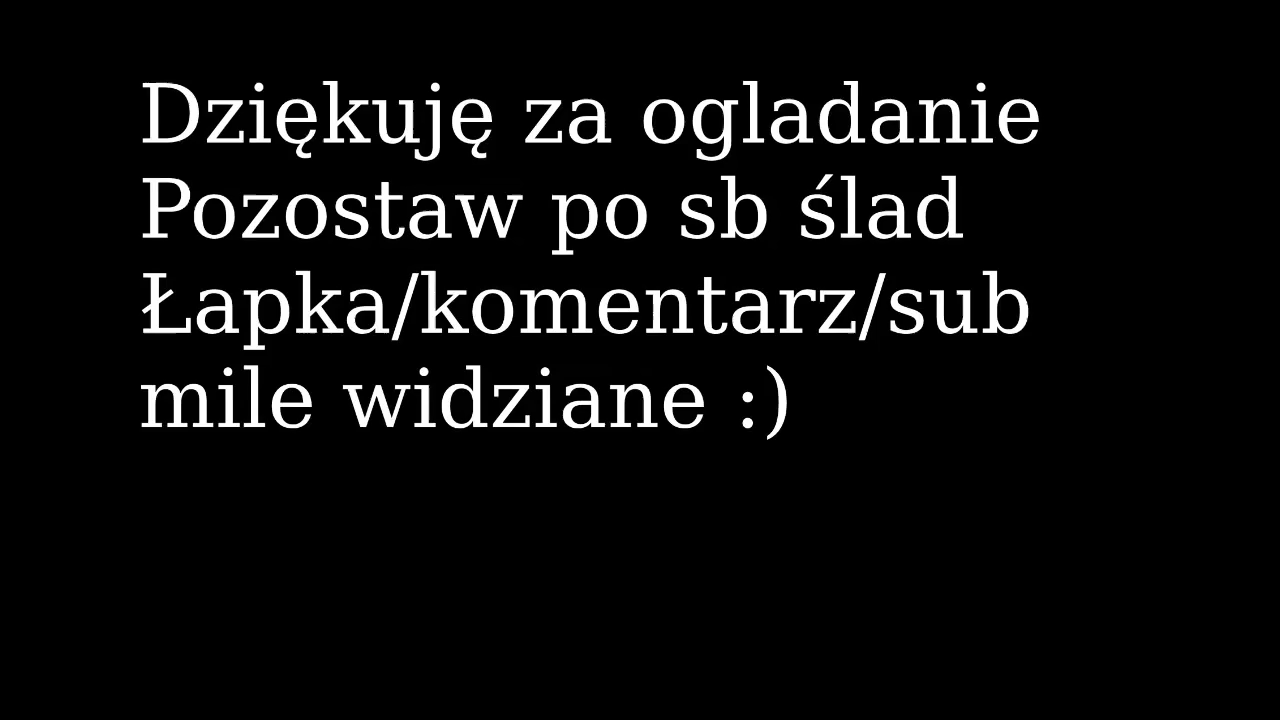 Dziękuję za ogladanie
Pozostaw po sb ślad
Łapka/komentarz/sub
mile widziane :)